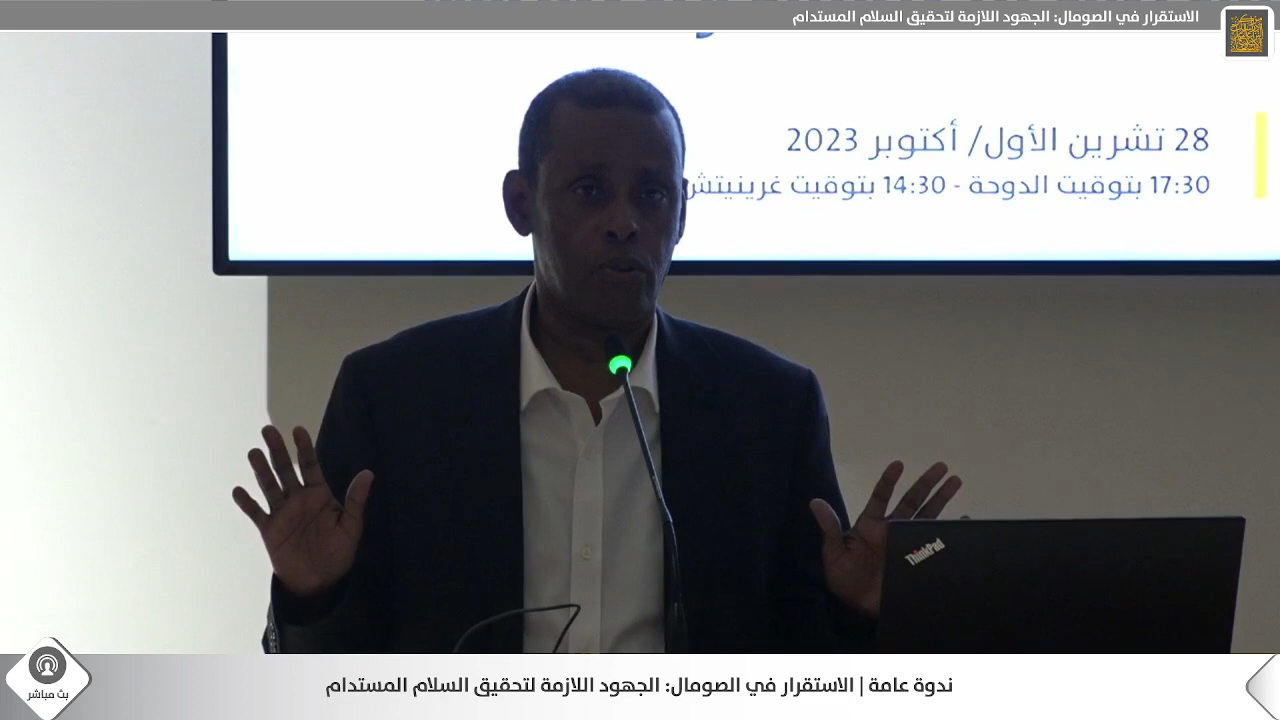 الاستقرار في الصومال: الجهود اللازمة لتحقيق السلام المستدام
28 تشرين الأول/ أكتوبر 2023
17:30 بتوقيت الدوحة - 14:30 بتوقيت غرينيتش
ThinkPad
بث مباشر
ندوة عامة | الاستقرار في الصومال: الجهود اللازمة لتحقيق السلام المستدام